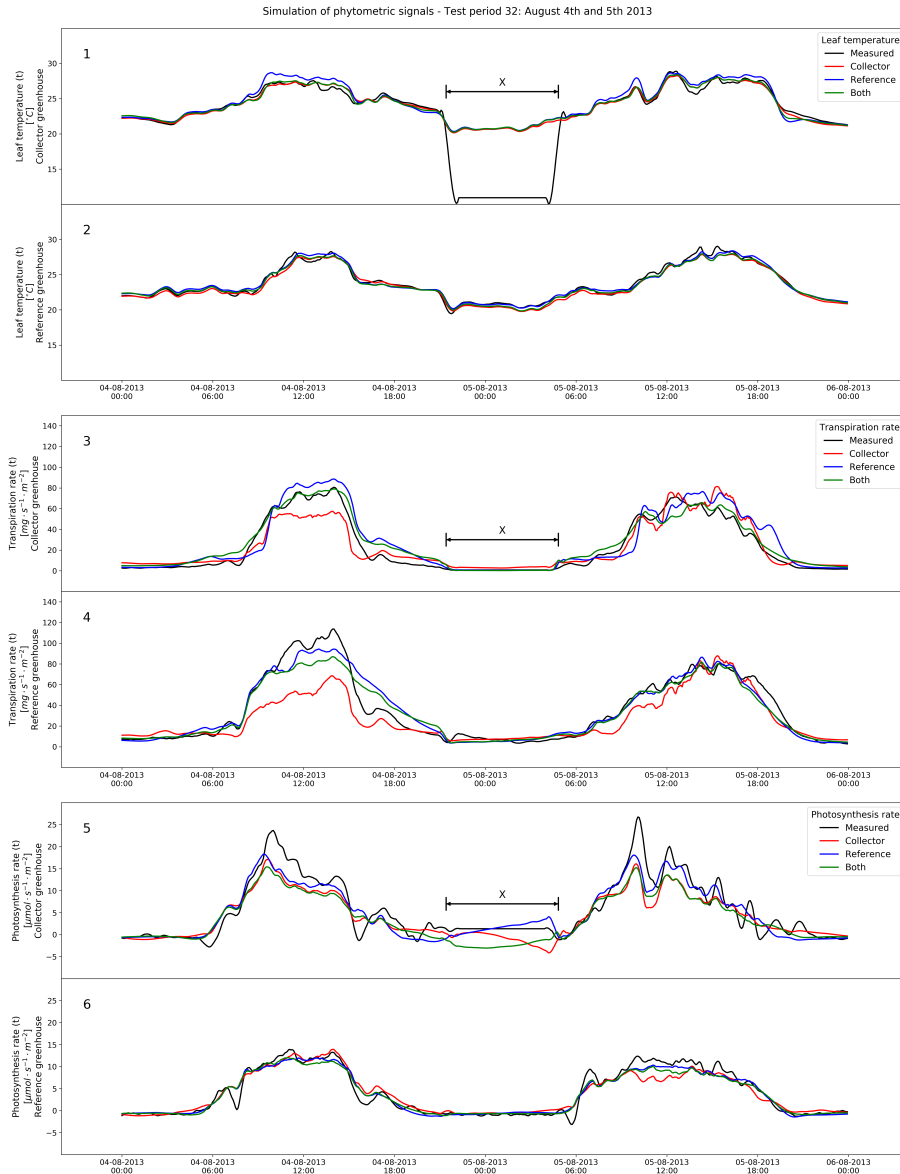 Simulation of phytometric signals - Test period 32: August 4th and 5th 2013
1
Leaf temperature (t)
[°C]
Collector greenhouse
30
25
20
15
X
Leaf temperature
Measured
Collector
Reference
Both
2
Leaf temperature (t)
[°C]
Reference greenhouse
30
25
20
15
04-08-2013 04-08-2013 04-08-2013 04-08-2013 05-08-2013 05-08-2013 05-08-2013 05-08-2013 06-08-2013
00:00 06:00 12:00 18:00 00:00 06:00 12:00 18:00 00:00
3
Transpiration rate (t)
[mg · s⁻¹ · m⁻²]
Collector greenhouse
140
120
100
80
60
40
20
0
X
Transpiration rate
Measured
Collector
Reference
Both
4
Transpiration rate (t)
[mg · s⁻¹ · m⁻²]
Reference greenhouse
140
120
100
80
60
40
20
0
04-08-2013 04-08-2013 04-08-2013 04-08-2013 05-08-2013 05-08-2013 05-08-2013 05-08-2013 06-08-2013
00:00 06:00 12:00 18:00 00:00 06:00 12:00 18:00 00:00
5
Photosynthesis rate (t)
[μmol · s⁻¹ · m⁻²]
Collector greenhouse
25
20
15
10
5
0
−5
X
Photosynthesis rate
Measured
Collector
Reference
Both
6
Photosynthesis rate (t)
[μmol · s⁻¹ · m⁻²]
Reference greenhouse
25
20
15
10
5
0
−5
04-08-2013 04-08-2013 04-08-2013 04-08-2013 05-08-2013 05-08-2013 05-08-2013 05-08-2013 06-08-2013
00:00 06:00 12:00 18:00 00:00 06:00 12:00 18:00 00:00